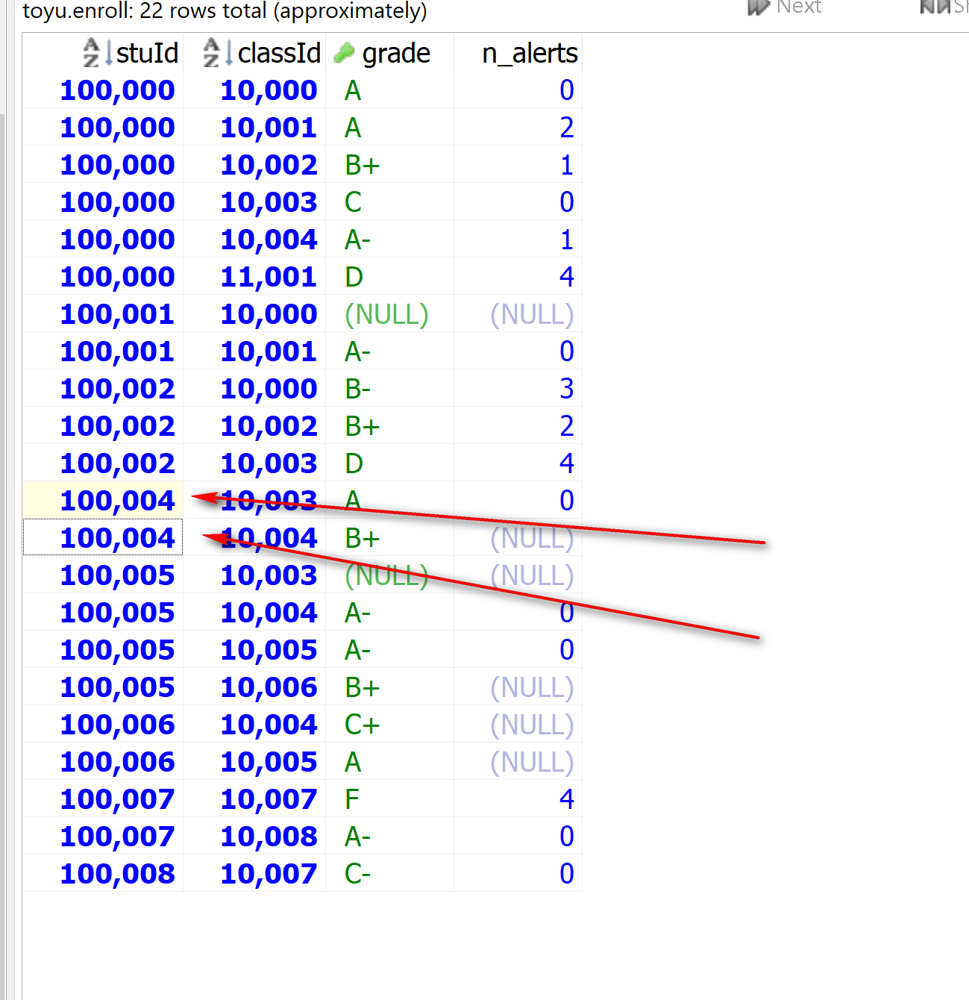 toyu.enroll: 22 rows total (approximately) Next
stuId classId grade n_alerts
100,000 10,000 A 0
100,000 10,001 A 2
100,000 10,002 B+ 1
100,000 10,003 C 0
100,000 10,004 A- 1
100,000 11,001 D 4
100,001 10,000 (NULL) (NULL)
100,001 10,001 A- 0
100,002 10,000 B- 3
100,002 10,002 B+ 2
100,002 10,003 D 4
100,004 10,003 A 0
100,004 10,004 B+ (NULL)
100,005 10,003 (NULL) (NULL)
100,005 10,004 A- 0
100,005 10,005 A- 0
100,005 10,006 B+ (NULL)
100,006 10,004 C+ (NULL)
100,006 10,005 A (NULL)
100,007 10,007 F 4
100,007 10,008 A- 0
100,008 10,007 C- 0